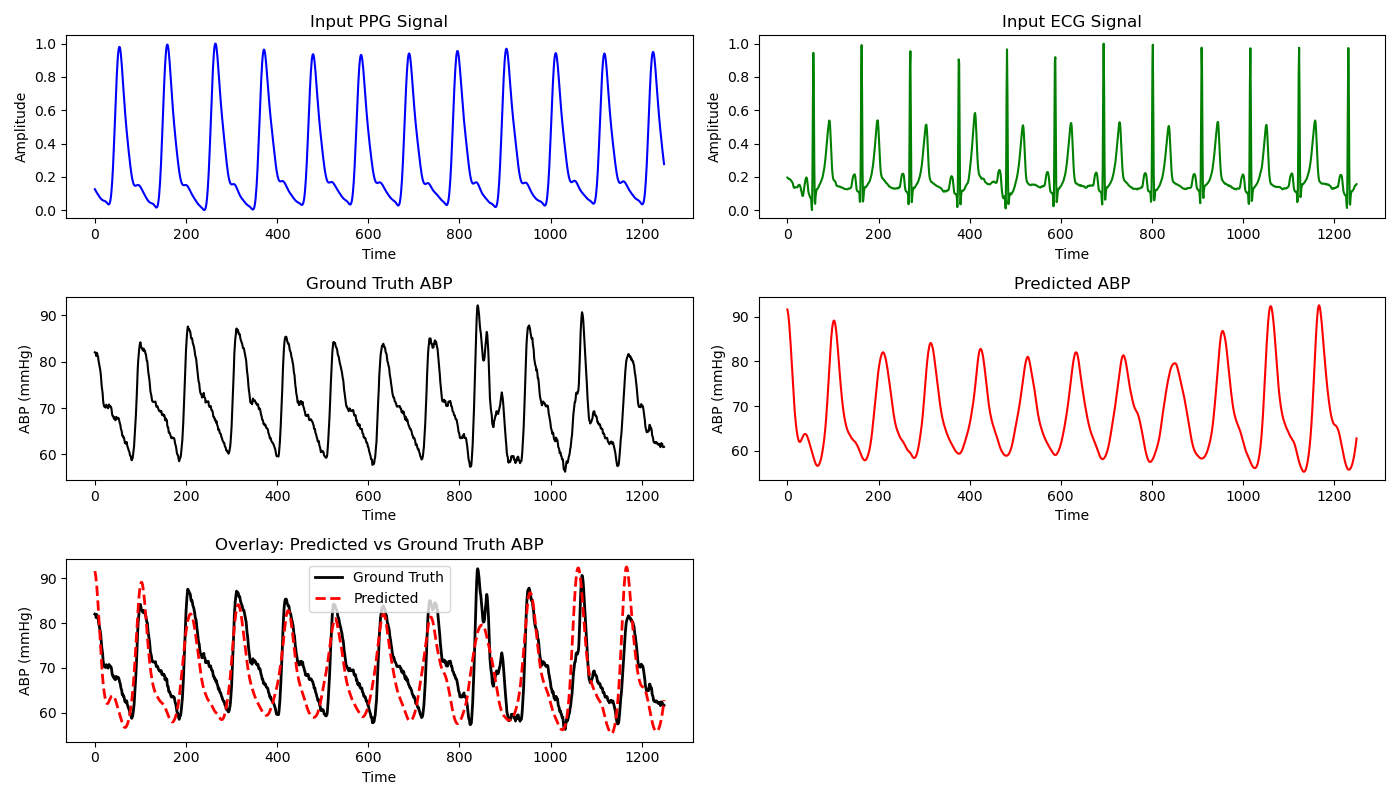 Input PPG Signal
Amplitude
1.0
0.8
0.6
0.4
0.2
0.0
0 200 400 600 800 1000 1200
Time
Input ECG Signal
Amplitude
1.0
0.8
0.6
0.4
0.2
0.0
0 200 400 600 800 1000 1200
Time
Ground Truth ABP
ABP (mmHg)
90
80
70
60
0 200 400 600 800 1000 1200
Time
Predicted ABP
ABP (mmHg)
90
80
70
60
0 200 400 600 800 1000 1200
Time
Overlay: Predicted vs Ground Truth ABP
ABP (mmHg)
90
80
70
60
Ground Truth
Predicted
0 200 400 600 800 1000 1200
Time